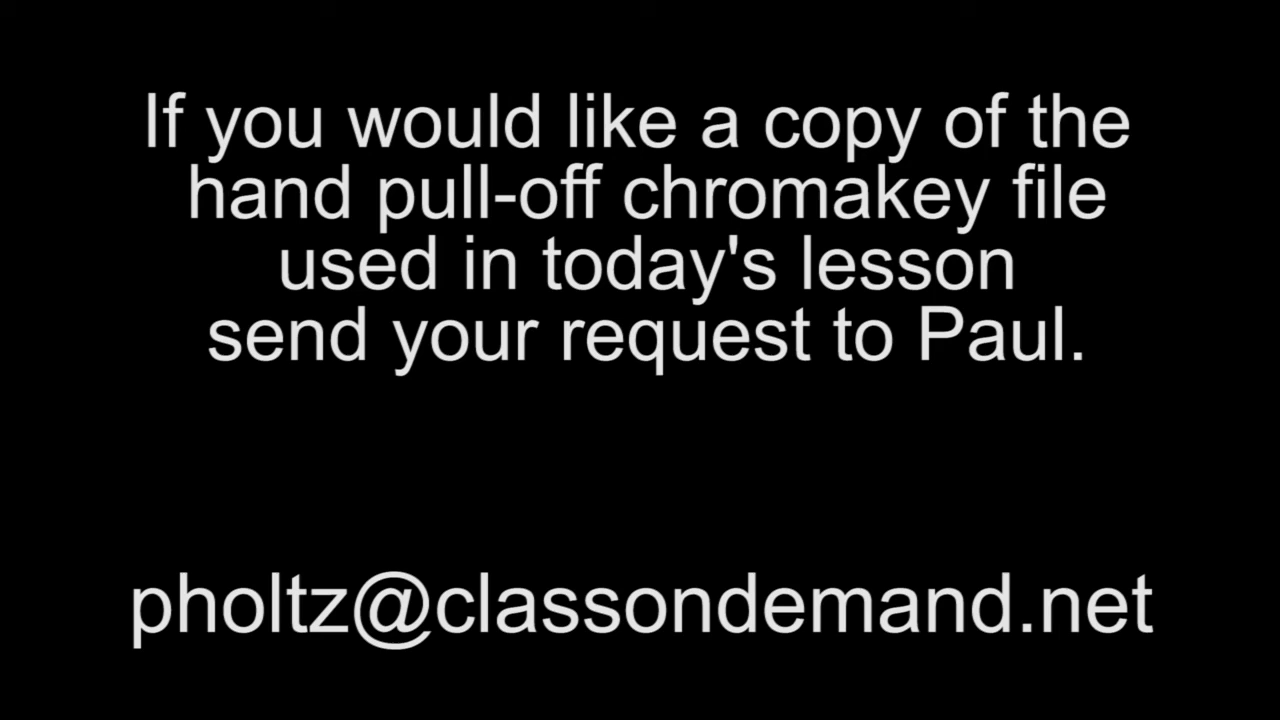 If you would like a copy of the
hand pull-off chromakey file
used in today's lesson
send your request to Paul.
pholtz@classondemand.net